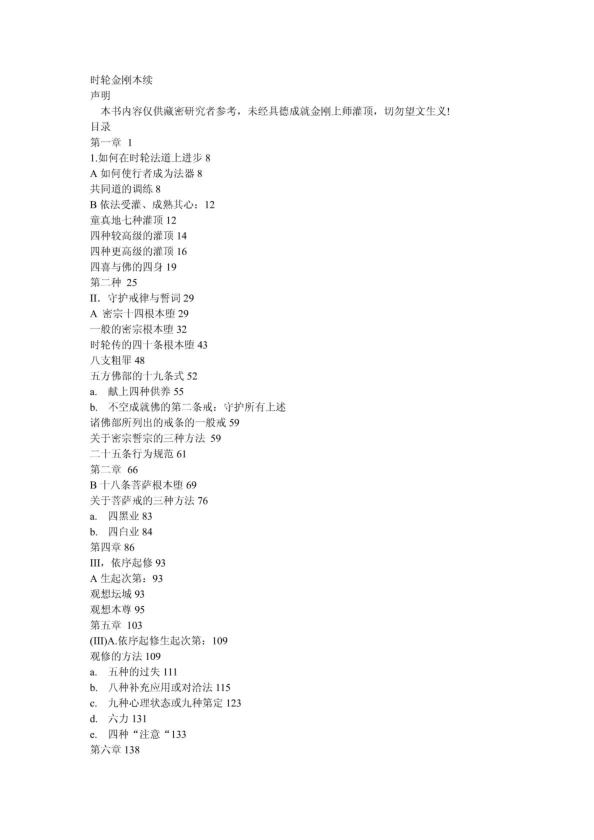 时轮金刚本续
声明
本书内容仅供藏密研究者参考，未经具德成就金刚上师灌顶，切勿望文生义!
目录
第一章 1
1.如何在时轮法道上进步 8
A 如何使行者成为法器 8
共同道的调练 8
B 依法受灌、成熟其心；12
童真地七种灌顶 12
四种较高级的灌顶 14
四种更高级的灌顶 16
四喜与佛的四身 19
第二种 25
II．守护戒律与誓词 29
A 密宗十四根本堕 29
一般的密宗根本堕 32
时轮传的四十条根本堕 43
八支粗罪 48
五方佛部的十九条式 52
a. 献上四种供养 55
b. 不空成就佛的第二条戒；守护所有上述
诸佛部所列出的戒条的一般戒 59
关于密宗誓宗的三种方法 59
二十五条行为规范 61
第二章 66
B 十八条菩萨根本堕 69
关于菩萨戒的三种方法 76
a. 四黑业 83
b. 四白业 84
第四章 86
III，依序起修 93
A 生起次第；93
观想坛城 93
观想本尊 95
第五章 103
(III)A.依序起修生起次第；109
观修的方法 109
a. 五种的过失 111
b. 八种补充应用或对治法 115
c. 九种心理状态或九种第定 123
d. 六力 131
e. 四种“注意“133
第六章 138